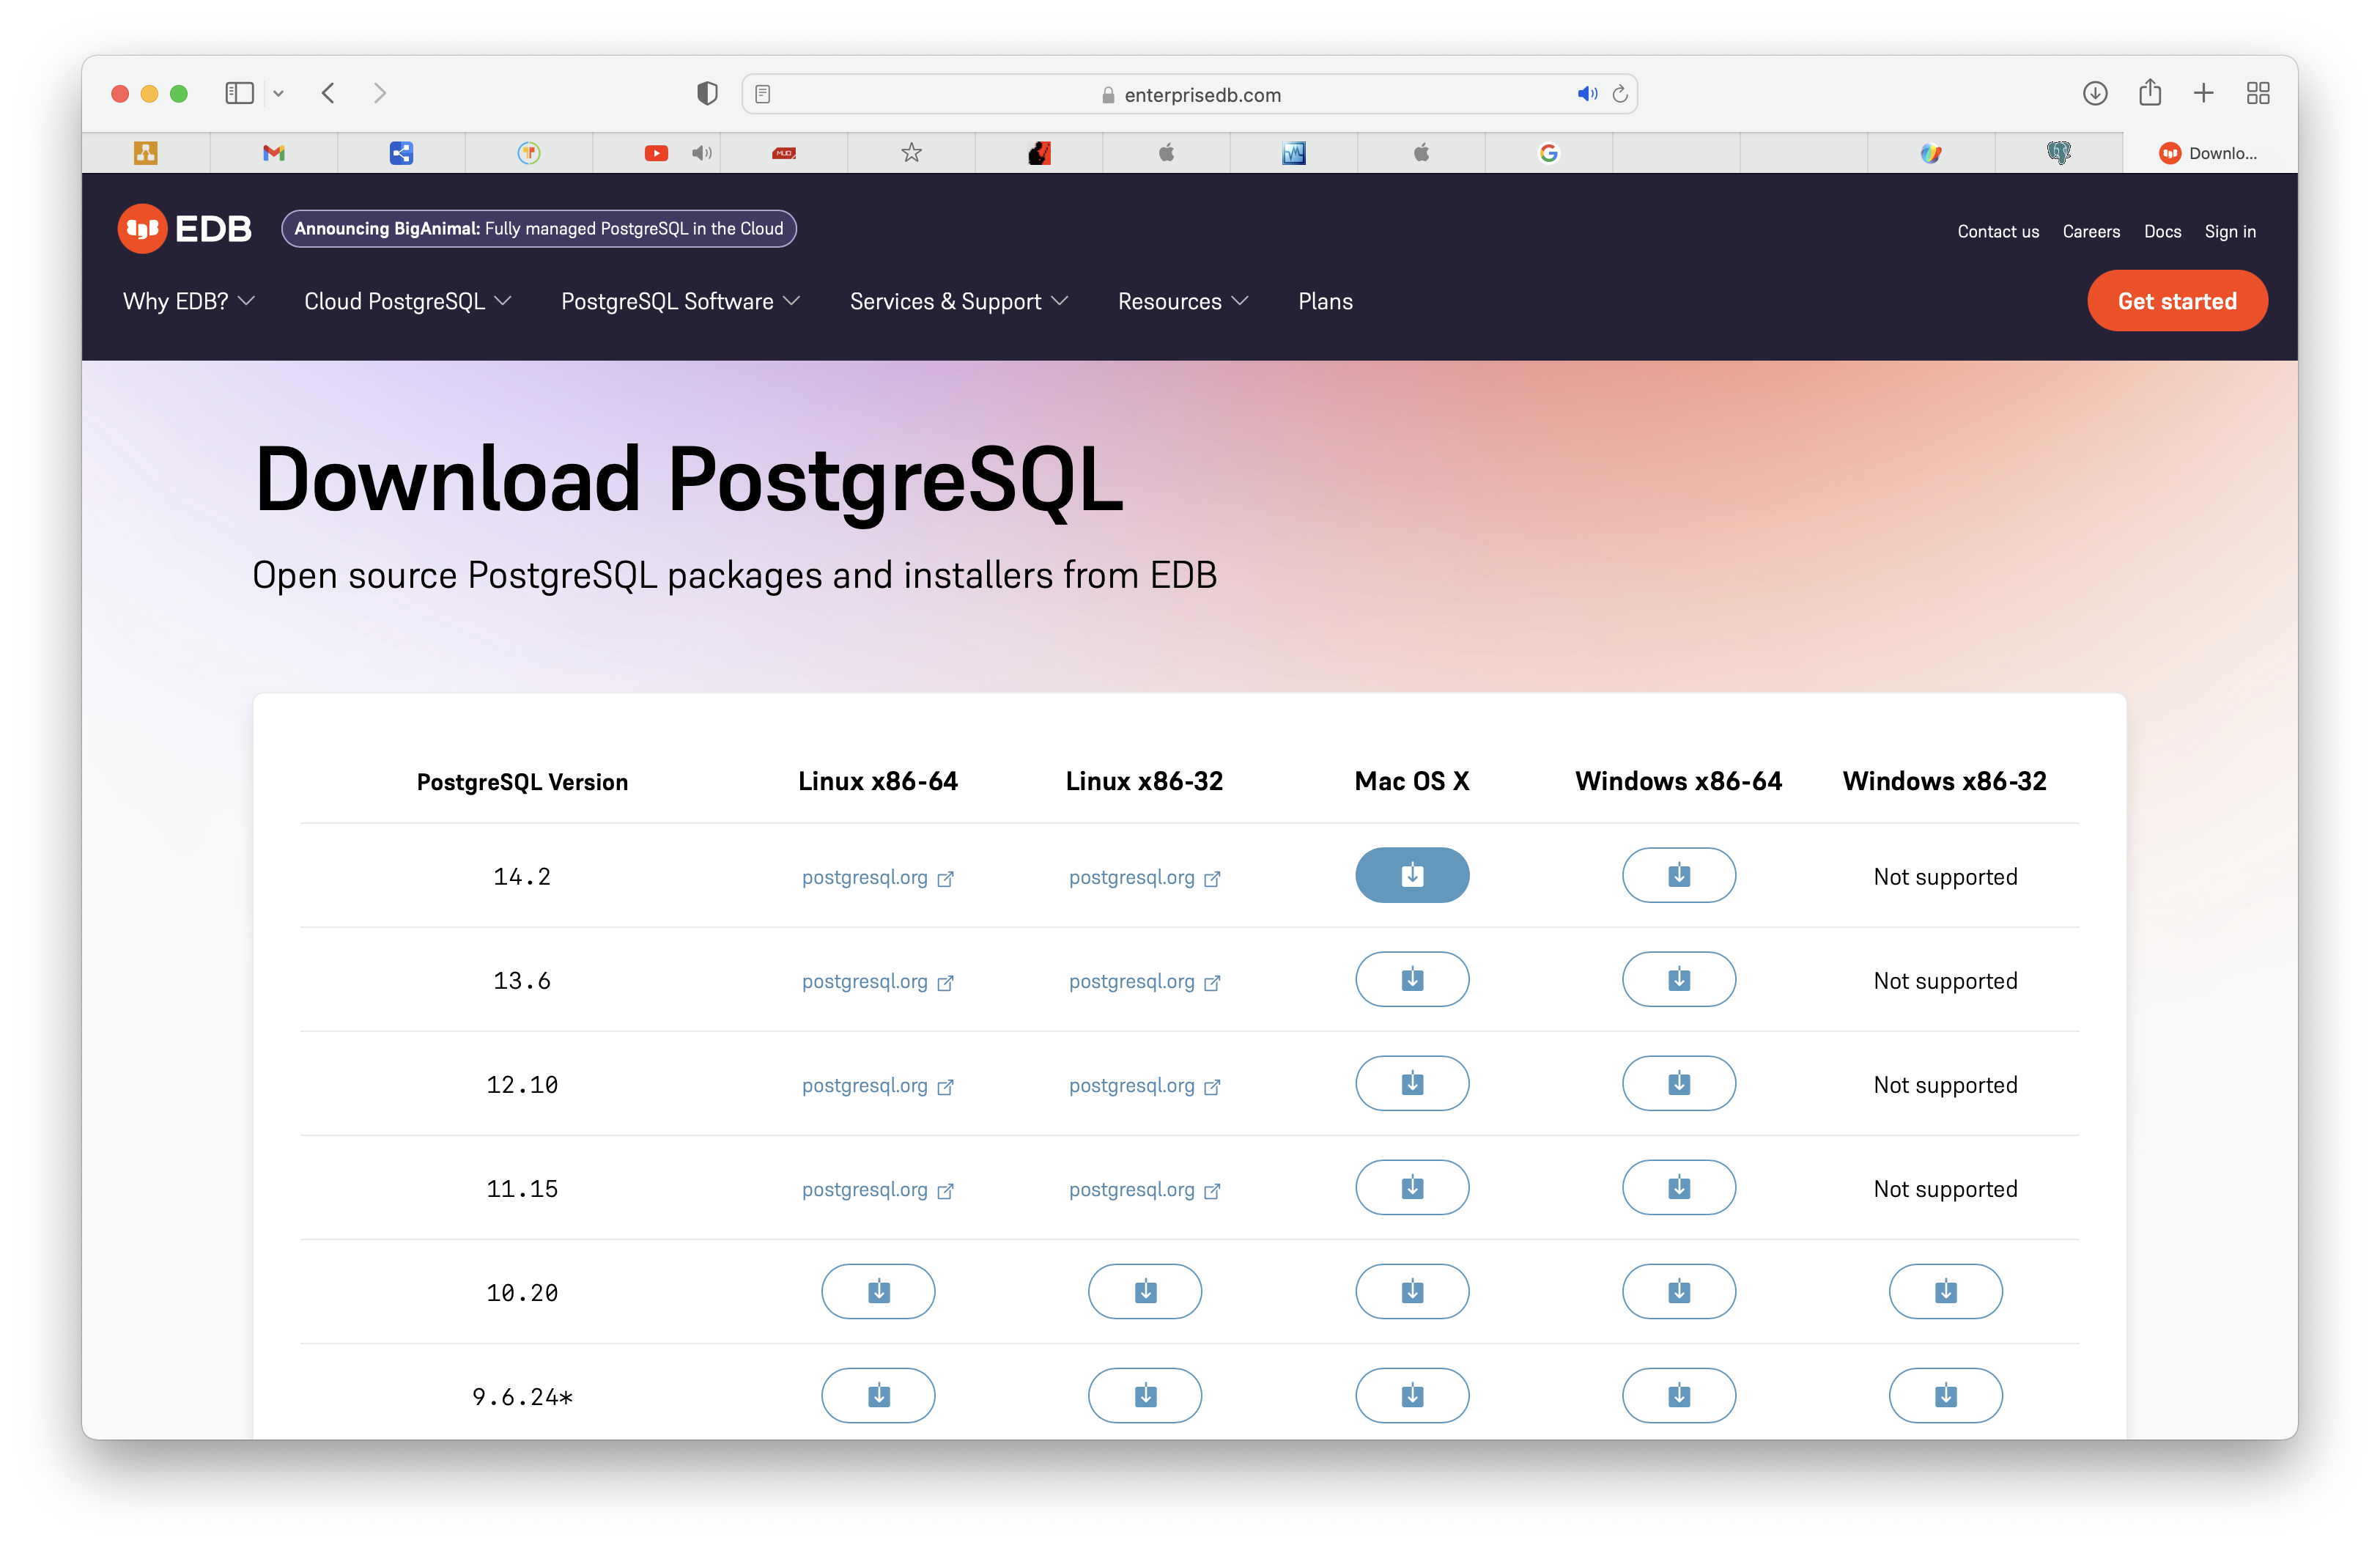 enterprisedb.com
Downlo...
EDB
Announcing BigAnimal: Fully managed PostgreSQL in the Cloud
Contact us Careers Docs Sign in
Why EDB? Cloud PostgreSQL PostgreSQL Software Services & Support Resources Plans Get started
Download PostgreSQL
Open source PostgreSQL packages and installers from EDB
PostgreSQL Version Linux x86-64 Linux x86-32 Mac OS X Windows x86-64 Windows x86-32
14.2 postgresql.org postgresql.org Not supported
13.6 postgresql.org postgresql.org Not supported
12.10 postgresql.org postgresql.org Not supported
11.15 postgresql.org postgresql.org Not supported
10.20
9.6.24*